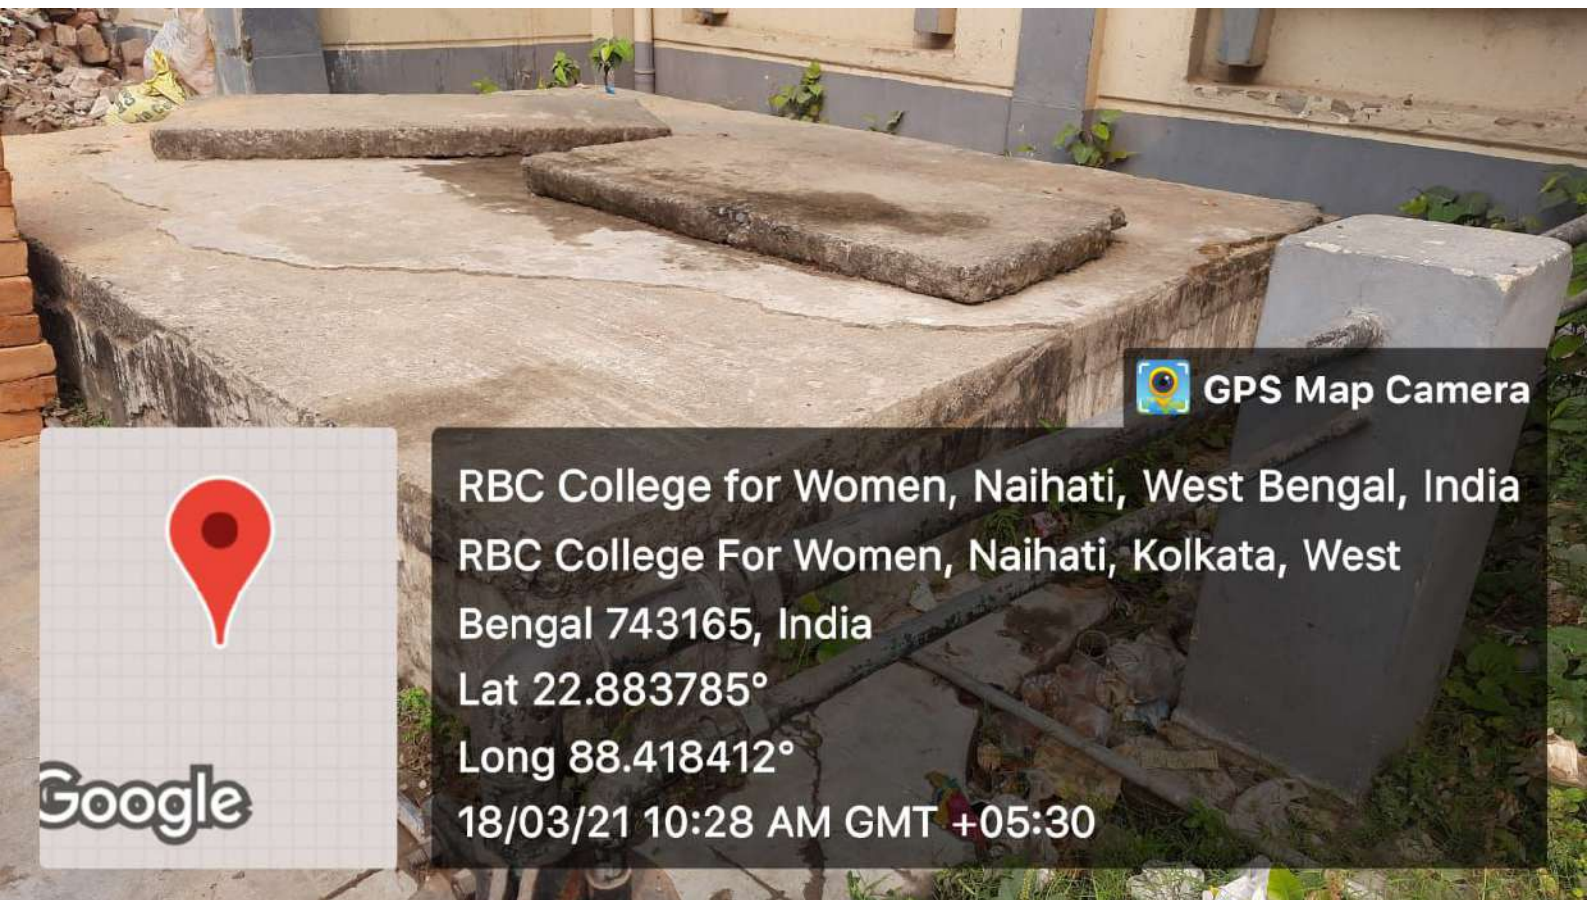 GPS Map Camera
RBC College for Women, Naihati, West Bengal, India
RBC College For Women, Naihati, Kolkata, West
Bengal 743165, India
Lat 22.883785°
Long 88.418412°
18/03/21 10:28 AM GMT +05:30
Google